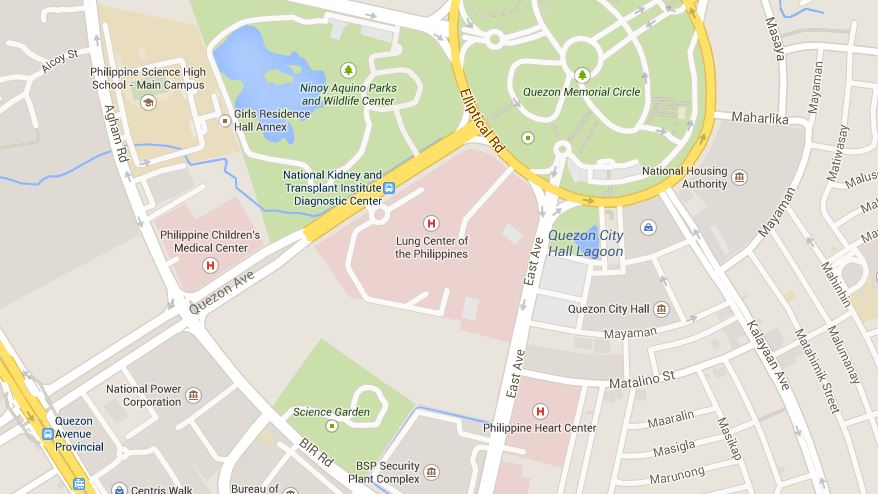 Alcoy St
Philippine Science High
School - Main Campus
Agham Rd
Girls Residence
Hall Annex
Ninoy Aquino Parks
and Wildlife Center
Elliptical Rd
Quezon Memorial Circle
Masaya
Mayaman
Maharlika
Matiwasay
National Housing
Authority
Mayaman
National Kidney and
Transplant Institute
Diagnostic Center
H
Lung Center of
the Philippines
Philippine Children's
Medical Center
H
Quezon Ave
East Ave
Quezon City
Hall Lagoon
Quezon City Hall
Mayaman
Mahinhin
Malumanay
Matahimik Street
Kalayaan Ave
East Ave
Matalino St
National Power
Corporation
Science Garden
BIR Rd
H
Philippine Heart Center
Maaralin
Masigla
Masikap
Marunong
Quezon
Avenue
Provincial
BSP Security
Plant Complex
Centris Walk
Bureau of